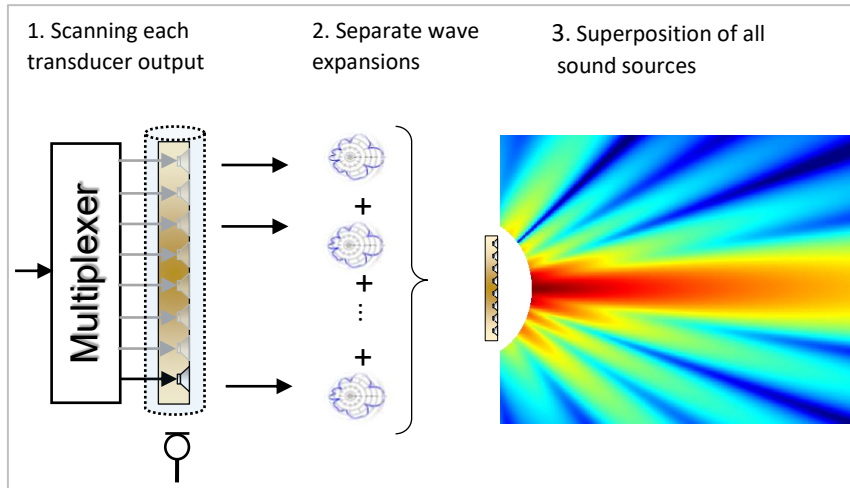 1. Scanning each
transducer output
2. Separate wave
expansions
3. Superposition of all
sound sources
Multiplexer
+
+
⋮
+